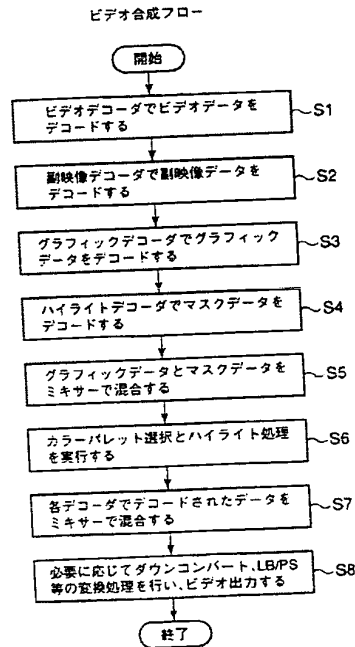 ビデオ合成フロー
開始
ビデオデコーダでビデオデータを
デコードする
S1
副映像デコーダで副映像データを
デコードする
S2
グラフィックデコーダでグラフィック
データをデコードする
S3
ハイライトデコーダでマスクデータを
デコードする
S4
グラフィックデータとマスクデータを
ミキサーで混合する
S5
カラーパレット選択とハイライト処理
を実行する
S6
各デコーダでデコードされたデータを
ミキサーで混合する
S7
必要に応じてダウンコンバート、LB/PS
等の変換処理を行い、ビデオ出力する
S8
終了